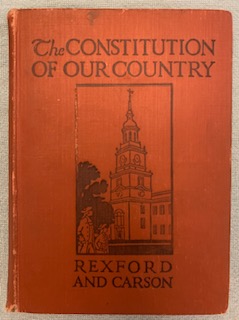 The CONSTITUTION
OF OUR COUNTRY
REXFORD
AND CARSON